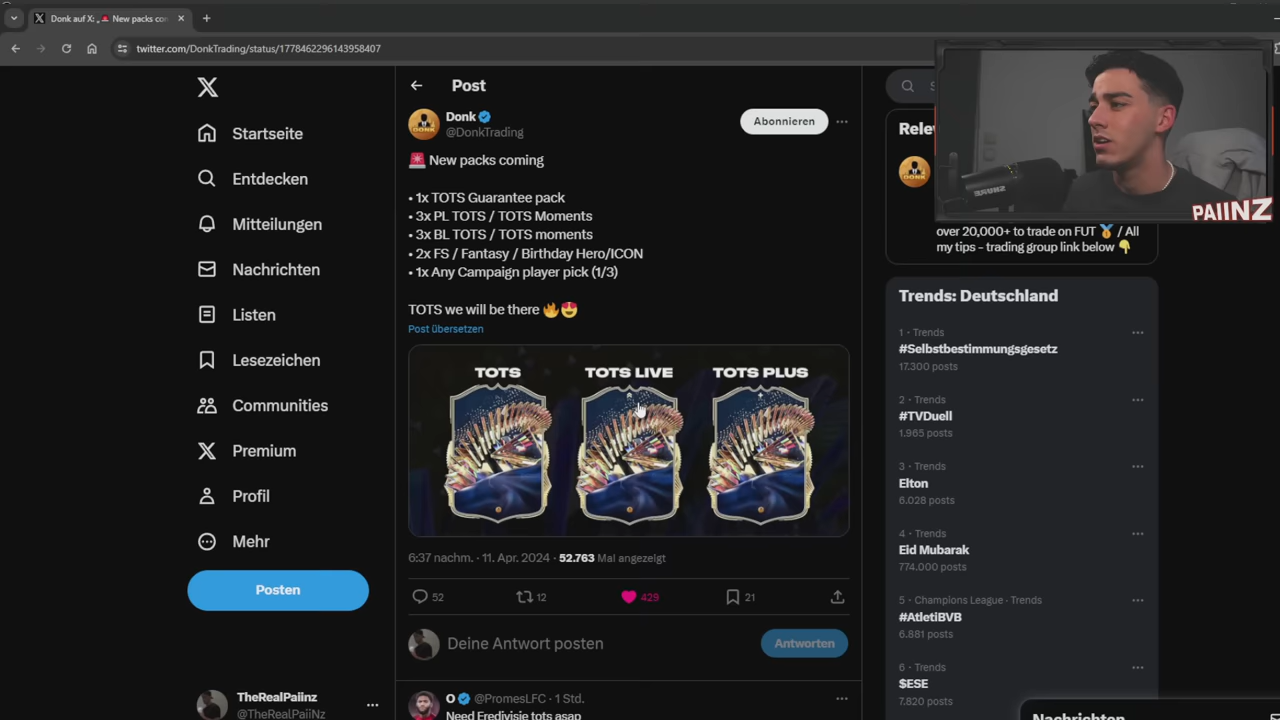 Donk auf X: „🚨 New packs com
twitter.com/DonkTrading/status/1778462296143958407
Startseite
Entdecken
Mitteilungen
Nachrichten
Listen
Lesezeichen
Communities
Premium
Profil
Mehr
Posten
TheRealPaiinz
@TheRealPaiiNz
Post
Donk
@DonkTrading
Abonnieren
🚨 New packs coming
• 1x TOTS Guarantee pack
• 3x PL TOTS / TOTS Moments
• 3x BL TOTS / TOTS moments
• 2x FS / Fantasy / Birthday Hero/ICON
• 1x Any Campaign player pick (1/3)
TOTS we will be there 🔥😍
Post übersetzen
TOTS TOTS LIVE TOTS PLUS
6:37 nachm. · 11. Apr. 2024 · 52.763 Mal angezeigt
52 12 429 21
Deine Antwort posten
Antworten
O @PromesLFC · 1 Std.
Need Eredivisie tots asap
PAIINZ
over 20,000+ to trade on FUT 🥇 / All
my tips - trading group link below 👇
Trends: Deutschland
1 · Trends
#Selbstbestimmungsgesetz
17.300 posts
2 · Trends
#TVDuell
1.965 posts
3 · Trends
Elton
6.028 posts
4 · Trends
Eid Mubarak
774.000 posts
5 · Champions League · Trends
#AtletiBVB
6.881 posts
6 · Trends
$ESE
7.820 posts
Nachrichten